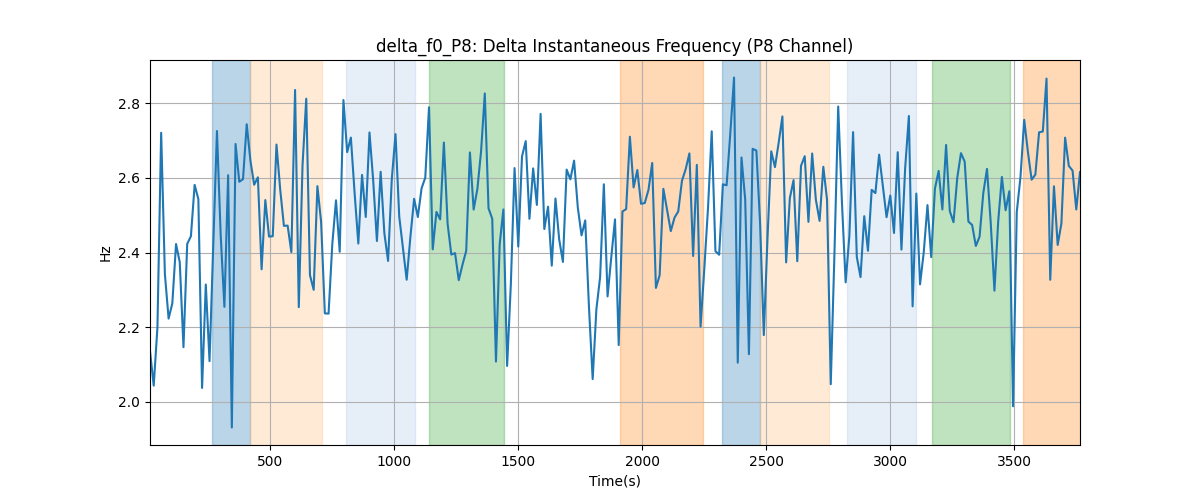 delta_f0_P8: Delta Instantaneous Frequency (P8 Channel)
2.8
2.6
2.4
2.2
2.0
Hz
500 1000 1500 2000 2500 3000 3500
Time(s)